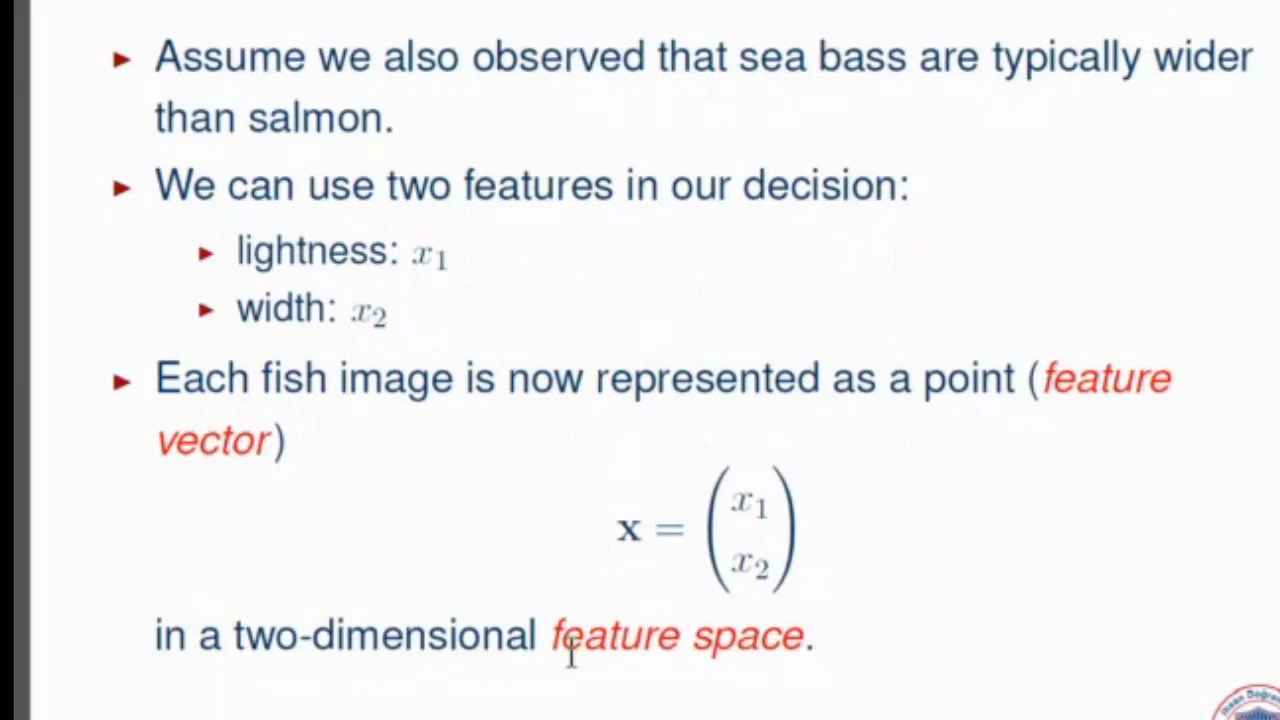 ► Assume we also observed that sea bass are typically wider
than salmon.
► We can use two features in our decision:
► lightness: x₁
► width: x₂
► Each fish image is now represented as a point (feature
vector)
x = (x₁
x₂)
in a two-dimensional feature space.